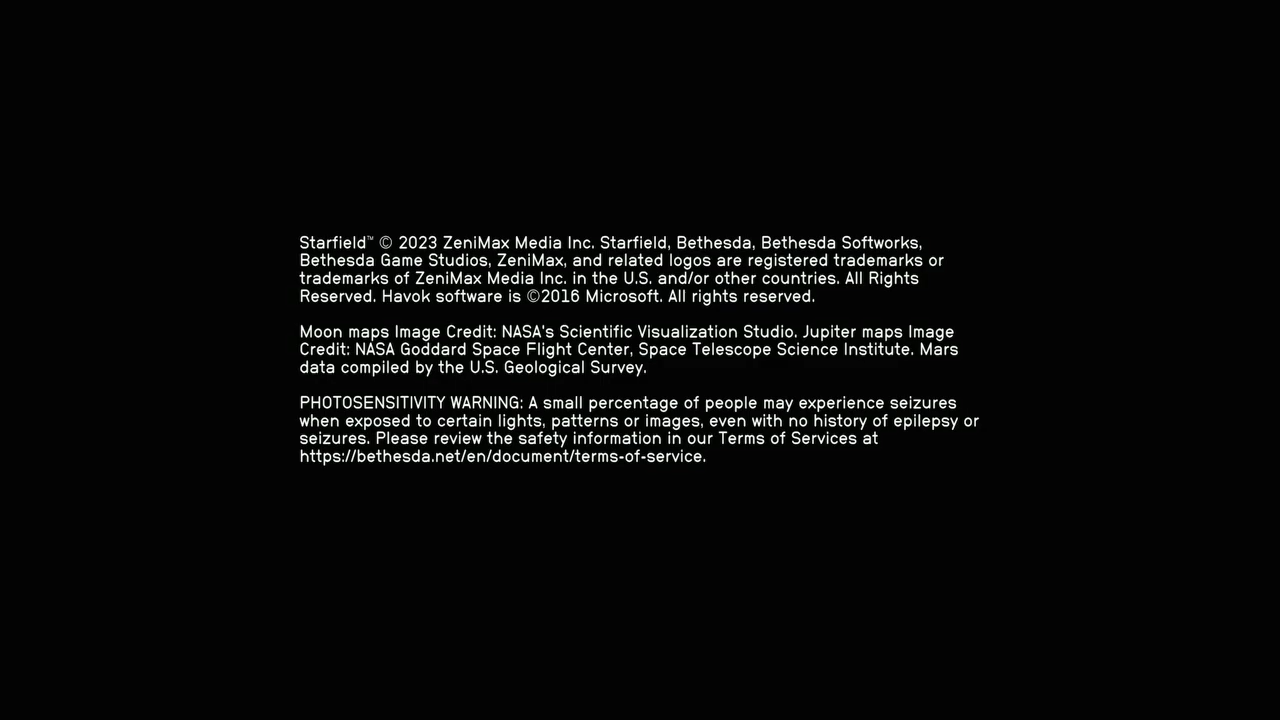 Starfield™ © 2023 ZeniMax Media Inc. Starfield, Bethesda, Bethesda Softworks,
Bethesda Game Studios, ZeniMax, and related logos are registered trademarks or
trademarks of ZeniMax Media Inc. in the U.S. and/or other countries. All Rights
Reserved. Havok software is ©2016 Microsoft. All rights reserved.
Moon maps Image Credit: NASA's Scientific Visualization Studio. Jupiter maps Image
Credit: NASA Goddard Space Flight Center, Space Telescope Science Institute. Mars
data compiled by the U.S. Geological Survey.
PHOTOSENSITIVITY WARNING: A small percentage of people may experience seizures
when exposed to certain lights, patterns or images, even with no history of epilepsy or
seizures. Please review the safety information in our Terms of Services at
https://bethesda.net/en/document/terms-of-service.